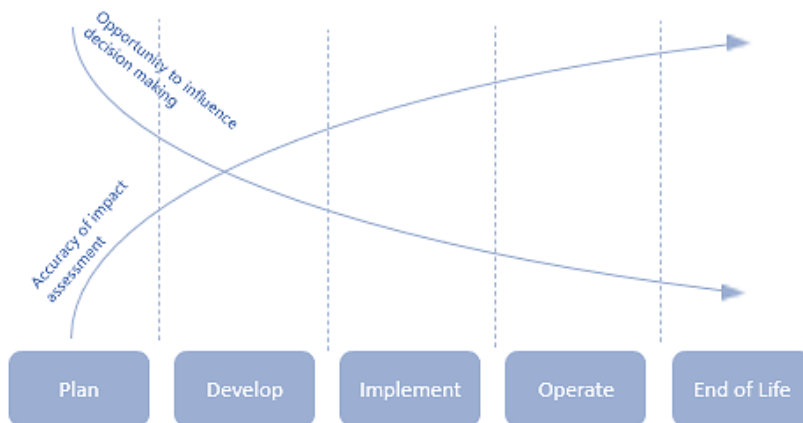 Opportunity to influence
decision making
Accuracy of impact
assessment
Plan
Develop
Implement
Operate
End of Life